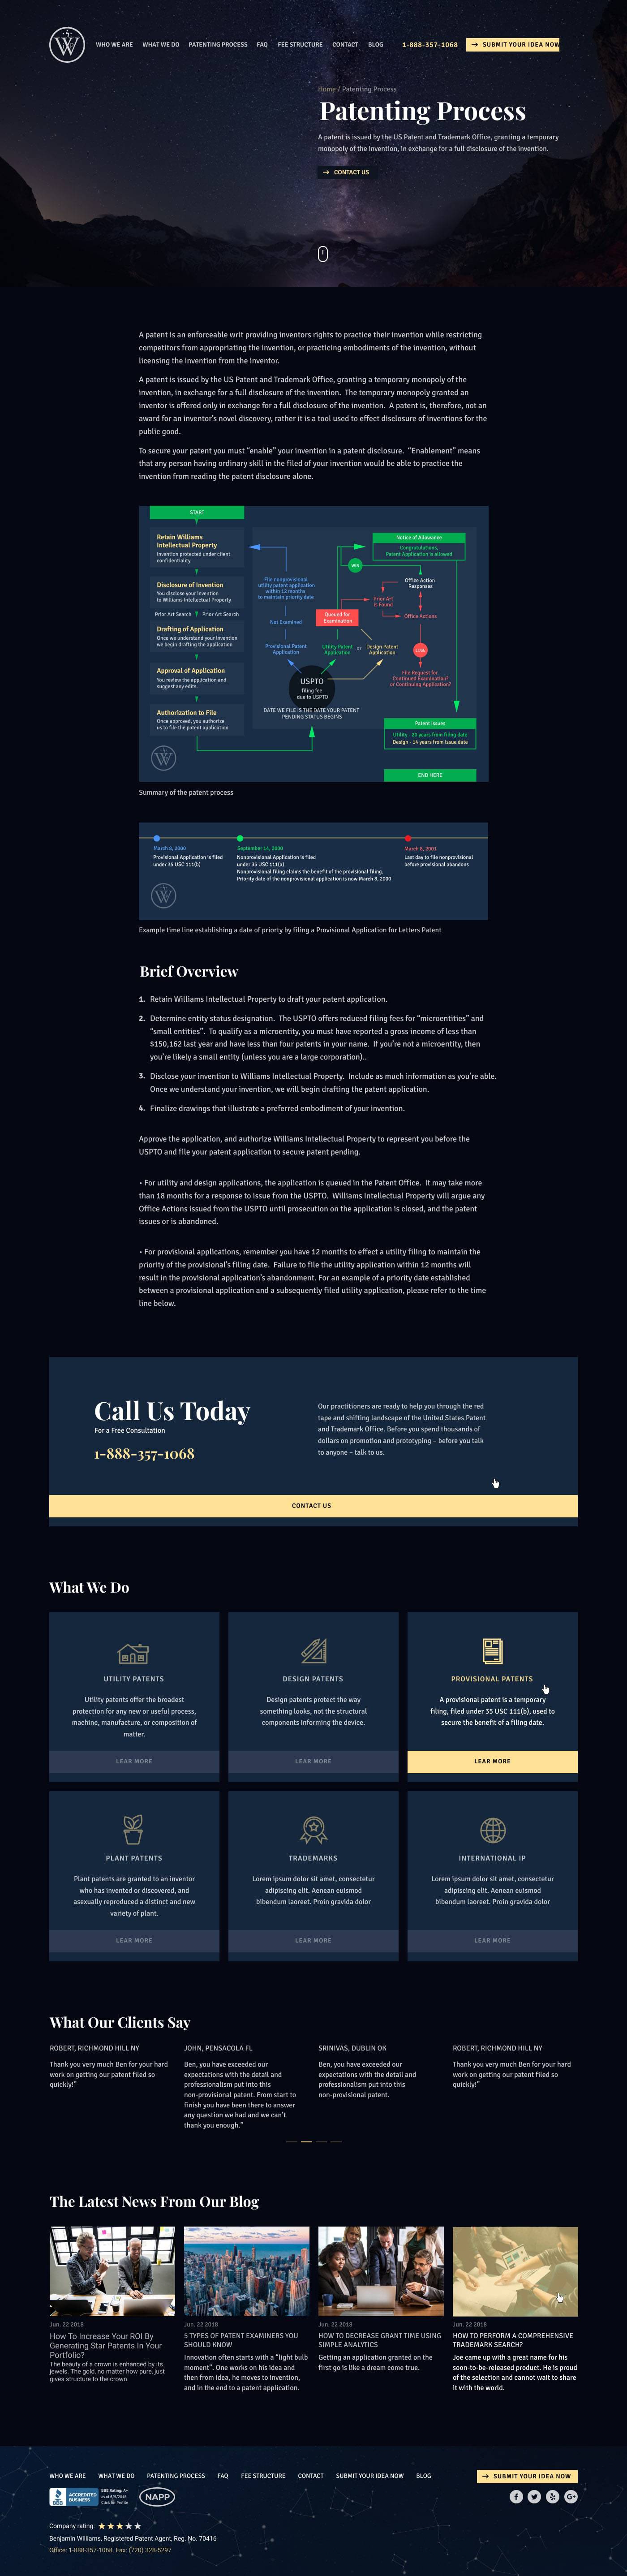 WHO WE ARE WHAT WE DO PATENTING PROCESS FAQ FEE STRUCTURE CONTACT BLOG 1-888-357-1068 → SUBMIT YOUR IDEA NOW
Home / Patenting Process
Patenting Process
A patent is issued by the US Patent and Trademark Office, granting a temporary
monopoly of the invention, in exchange for a full disclosure of the invention.
→ CONTACT US
A patent is an enforceable writ providing inventors rights to practice their invention while restricting
competitors from appropriating the invention, or practicing embodiments of the invention, without
licensing the invention from the inventor.
A patent is issued by the US Patent and Trademark Office, granting a temporary monopoly of the
invention, in exchange for a full disclosure of the invention. The temporary monopoly granted an
inventor is offered only in exchange for a full disclosure of the invention. A patent is, therefore, not an
award for an inventor's novel discovery, rather it is a tool used to effect disclosure of inventions for the
public good.
To secure your patent you must “enable” your invention in a patent disclosure. “Enablement” means
that any person having ordinary skill in the filed of your invention would be able to practice the
invention from reading the patent disclosure alone.
START
Retain Williams
Intellectual Property
Invention protected under client
confidentiality
Disclosure of Invention
You disclose your invention
to Williams Intellectual Property
Prior Art Search Prior Art Search
Drafting of Application
Once we understand your invention
we begin drafting the application
Approval of Application
You review the application and
suggest any edits.
Authorization to File
Once approved, you authorize
us to file the patent application
File nonprovisional
utility patent application
within 12 months
to maintain priority date
Not Examined
Provisional Patent
Application
Queued for
Examination
Utility Patent
Application
or
Design Patent
Application
USPTO
Filing fee
due to USPTO
DATE WE FILE IS THE DATE YOUR PATENT
PENDING STATUS BEGINS
Notice of Allowance
Congratulations,
Patent Application is allowed
WIN
Office Action
Responses
Prior Art
is Found
Office Actions
LOSE
File Request for
Continued Examination?
or Continuing Application?
Patent Issues
Utility - 20 years from filing date
Design - 14 years from issue date
END HERE
Summary of the patent process
March 8, 2000
Provisional Application is filed
under 35 USC 111(b)
September 14, 2000
Nonprovisional Application is filed
under 35 USC 111(a)
Nonprovisional filing claims the benefit of the provisional filing.
Priority date of the nonprovisional application is now March 8, 2000
March 8, 2001
Last day to file nonprovisional
before provisional abandons
Example time line establishing a date of priorty by filing a Provisional Application for Letters Patent
Brief Overview
1. Retain Williams Intellectual Property to draft your patent application.
2. Determine entity status designation. The USPTO offers reduced filing fees for “microentities” and
“small entities”. To qualify as a microentity, you must have reported a gross income of less than
$150,162 last year and have less than four patents in your name. If you're not a microentity, then
you're likely a small entity (unless you are a large corporation)..
3. Disclose your invention to Williams Intellectual Property. Include as much information as you're able.
Once we understand your invention, we will begin drafting the patent application.
4. Finalize drawings that illustrate a preferred embodiment of your invention.
Approve the application, and authorize Williams Intellectual Property to represent you before the
USPTO and file your patent application to secure patent pending.
• For utility and design applications, the application is queued in the Patent Office. It may take more
than 18 months for a response to issue from the USPTO. Williams Intellectual Property will argue any
Office Actions issued from the USPTO until prosecution on the application is closed, and the patent
issues or is abandoned.
• For provisional applications, remember you have 12 months to effect a utility filing to maintain the
priority of the provisional's filing date. Failure to file the utility application within 12 months will
result in the provisional application's abandonment. For an example of a priority date established
between a provisional application and a subsequently filed utility application, please refer to the time
line below.
Call Us Today
For a Free Consultation
1-888-357-1068
Our practitioners are ready to help you through the red
tape and shifting landscape of the United States Patent
and Trademark Office. Before you spend thousands of
dollars on promotion and prototyping – before you talk
to anyone – talk to us.
CONTACT US
What We Do
UTILITY PATENTS
Utility patents offer the broadest
protection for any new or useful process,
machine, manufacture, or composition of
matter.
LEAR MORE
DESIGN PATENTS
Design patents protect the way
something looks, not the structural
components informing the device.
LEAR MORE
PROVISIONAL PATENTS
A provisional patent is a temporary
filing, filed under 35 USC 111(b), used to
secure the benefit of a filing date.
LEAR MORE
PLANT PATENTS
Plant patents are granted to an inventor
who has invented or discovered, and
asexually reproduced a distinct and new
variety of plant.
LEAR MORE
TRADEMARKS
Lorem ipsum dolor sit amet, consectetur
adipiscing elit. Aenean euismod
bibendum laoreet. Proin gravida dolor
LEAR MORE
INTERNATIONAL IP
Lorem ipsum dolor sit amet, consectetur
adipiscing elit. Aenean euismod
bibendum laoreet. Proin gravida dolor
LEAR MORE
What Our Clients Say
ROBERT, RICHMOND HILL NY
Thank you very much Ben for your hard
work on getting our patent filed so
quickly!”
JOHN, PENSACOLA FL
Ben, you have exceeded our
expectations with the detail and
professionalism put into this
non-provisional patent. From start to
finish you have been there to answer
any question we had and we can't
thank you enough.”
SRINIVAS, DUBLIN OK
Ben, you have exceeded our
expectations with the detail and
professionalism put into this
non-provisional patent.
ROBERT, RICHMOND HILL NY
Thank you very much Ben for your hard
work on getting our patent filed so
quickly!”
The Latest News From Our Blog
Jun. 22 2018
How To Increase Your ROI By
Generating Star Patents In Your
Portfolio?
The beauty of a crown is enhanced by its
jewels. The gold, no matter how pure, just
gives structure to the crown.
Jun. 22 2018
5 TYPES OF PATENT EXAMINERS YOU
SHOULD KNOW
Innovation often starts with a “light bulb
moment”. One works on his idea and
then from idea, he moves to invention,
and in the end to a patent application.
Jun. 22 2018
HOW TO DECREASE GRANT TIME USING
SIMPLE ANALYTICS
Getting an application granted on the
first go is like a dream come true.
Jun. 22 2018
HOW TO PERFORM A COMPREHENSIVE
TRADEMARK SEARCH?
Joe came up with a great name for his
soon-to-be-released product. He is proud
of the selection and cannot wait to share
it with the world.
WHO WE ARE WHAT WE DO PATENTING PROCESS FAQ FEE STRUCTURE CONTACT SUBMIT YOUR IDEA NOW BLOG
→ SUBMIT YOUR IDEA NOW
BBB
ACCREDITED
BUSINESS
BBB Rating: A+
as of 8/5/2018
Click for Profile
NAPP
Company rating:
Benjamin Williams, Registered Patent Agent, Reg. No. 70416
Office: 1-888-357-1068. Fax: (720) 328-5297